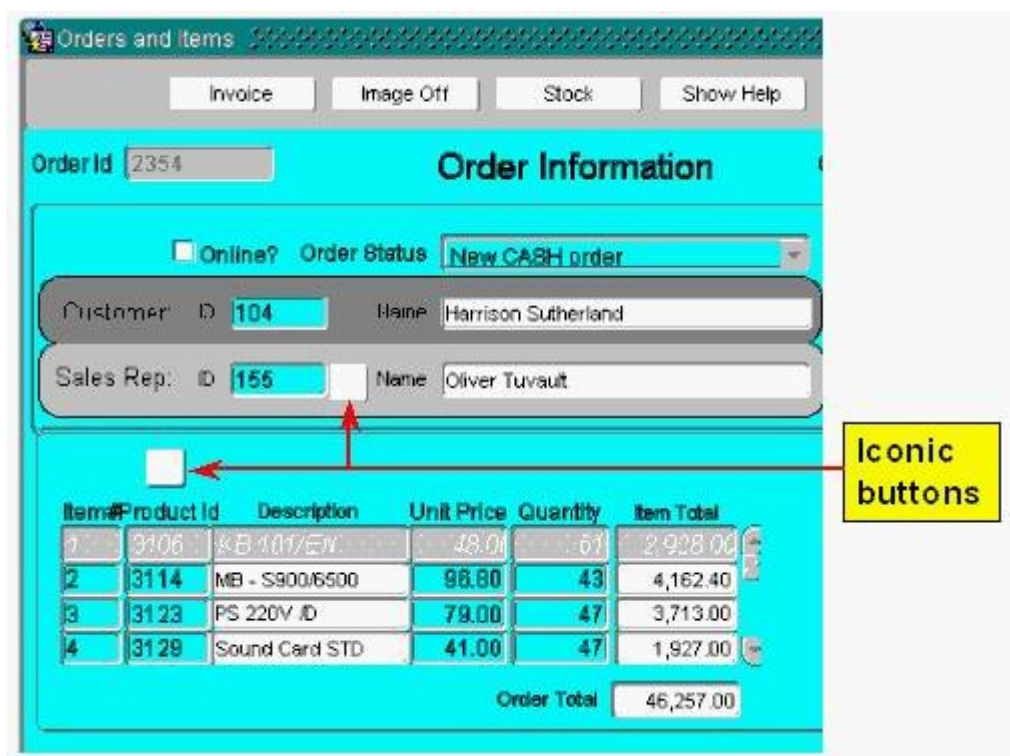 Orders and Items
Invoice Image Off Stock Show Help
Order Id 2354 Order Information
Online? Order Status New CASH order
Customer: ID 104 Name Harrison Sutherland
Sales Rep: ID 155 Name Oliver Tuvault
Iconic
buttons
Item# Product Id Description Unit Price Quantity Item Total
1 3106 KB 101/EN 48.0 61 2,928.00
2 3114 MB - S900/6500 96.80 43 4,162.40
3 3123 PS 220V /D 79.00 47 3,713.00
4 3129 Sound Card STD 41.00 47 1,927.00
Order Total 46,257.00